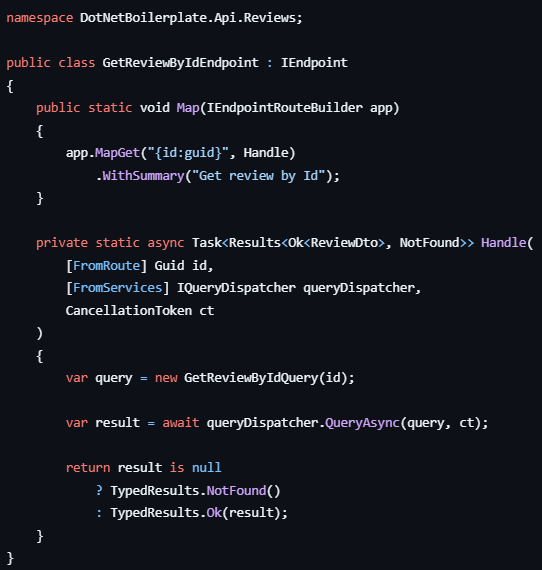 namespace DotNetBoilerplate.Api.Reviews;

public class GetReviewByIdEndpoint : IEndpoint
{
    public static void Map(IEndpointRouteBuilder app)
    {
        app.MapGet("{id:guid}", Handle)
            .WithSummary("Get review by Id");
    }

    private static async Task<Results<Ok<ReviewDto>, NotFound>> Handle(
        [FromRoute] Guid id,
        [FromServices] IQueryDispatcher queryDispatcher,
        CancellationToken ct
    )
    {
        var query = new GetReviewByIdQuery(id);

        var result = await queryDispatcher.QueryAsync(query, ct);

        return result is null
            ? TypedResults.NotFound()
            : TypedResults.Ok(result);
    }
}